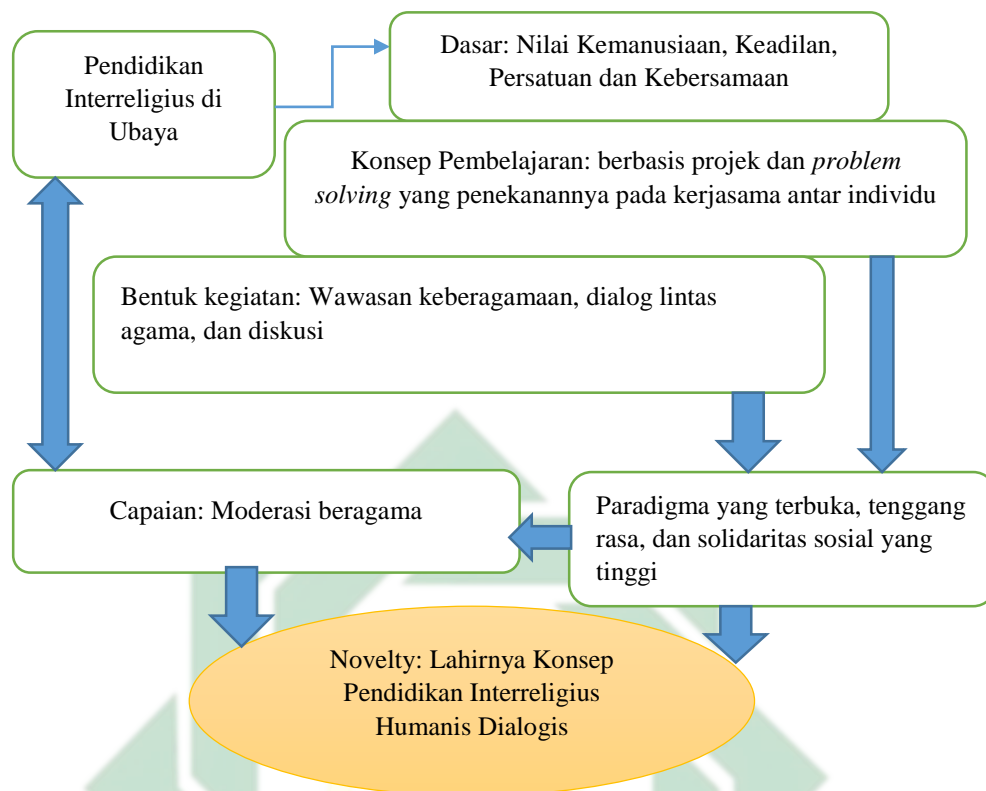 Pendidikan
Interreligius di
Ubaya
Dasar: Nilai Kemanusiaan, Keadilan,
Persatuan dan Kebersamaan
Konsep Pembelajaran: berbasis projek dan problem
solving yang penekanannya pada kerjasama antar individu
Bentuk kegiatan: Wawasan keberagamaan, dialog lintas
agama, dan diskusi
Capaian: Moderasi beragama
Paradigma yang terbuka, tenggang
rasa, dan solidaritas sosial yang
tinggi
Novelty: Lahirnya Konsep
Pendidikan Interreligius
Humanis Dialogis